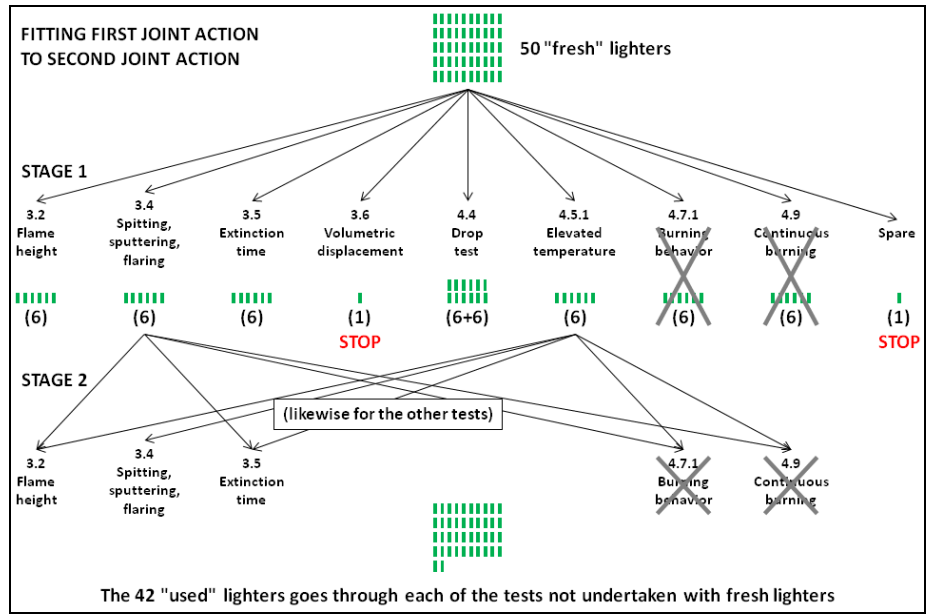 FITTING FIRST JOINT ACTION
TO SECOND JOINT ACTION
50 "fresh" lighters
STAGE 1
3.2
Flame
height
3.4
Spitting,
sputtering,
flaring
3.5
Extinction
time
3.6
Volumetric
displacement
4.4
Drop
test
4.5.1
Elevated
temperature
4.7.1
Burning
behavior
4.9
Continuous
burning
Spare
(6)
(6)
(6)
(1)
STOP
(6+6)
(6)
(6)
(6)
(1)
STOP
STAGE 2
(likewise for the other tests)
3.2
Flame
height
3.4
Spitting,
sputtering,
flaring
3.5
Extinction
time
4.7.1
Burning
behavior
4.9
Continuous
burning
The 42 "used" lighters goes through each of the tests not undertaken with fresh lighters